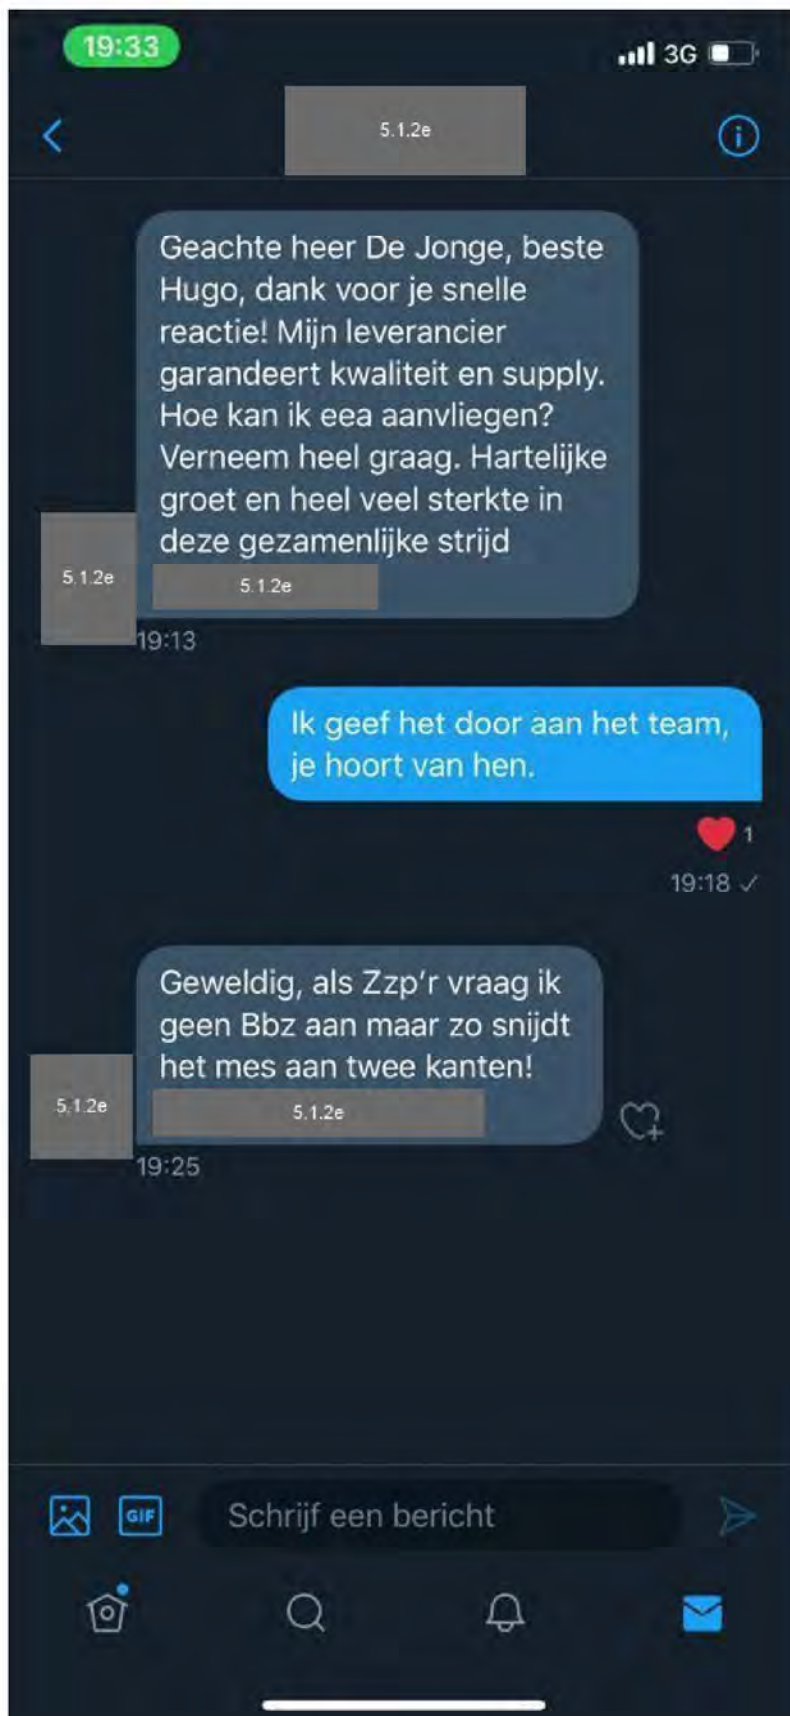 19:33
3G
5.1.2e
Geachte heer De Jonge, beste
Hugo, dank voor je snelle
reactie! Mijn leverancier
garandeert kwaliteit en supply.
Hoe kan ik eea aanvliegen?
Verneem heel graag. Hartelijke
groet en heel veel sterkte in
deze gezamenlijke strijd
5.1.2e
5.1.2e
19:13
Ik geef het door aan het team,
je hoort van hen.
1
19:18
Geweldig, als Zzp'r vraag ik
geen Bbz aan maar zo snijdt
het mes aan twee kanten!
5.1.2e
5.1.2e
19:25
GIF
Schrijf een bericht